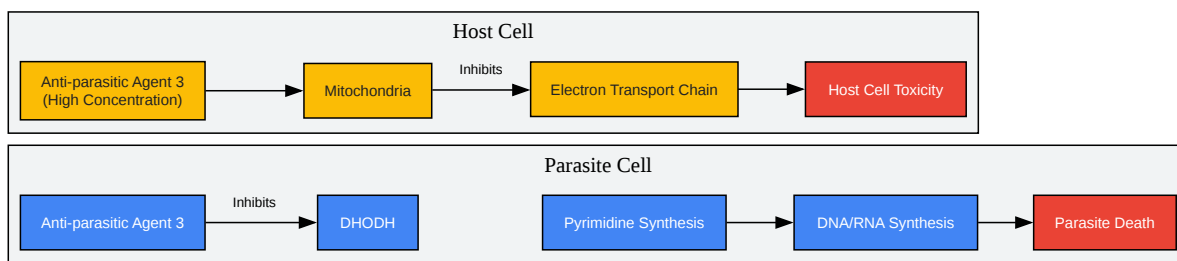 Host Cell
Anti-parasitic Agent 3
(High Concentration)
Mitochondria
Inhibits
Electron Transport Chain
Host Cell Toxicity
Parasite Cell
Anti-parasitic Agent 3
Inhibits
DHODH
Pyrimidine Synthesis
DNA/RNA Synthesis
Parasite Death